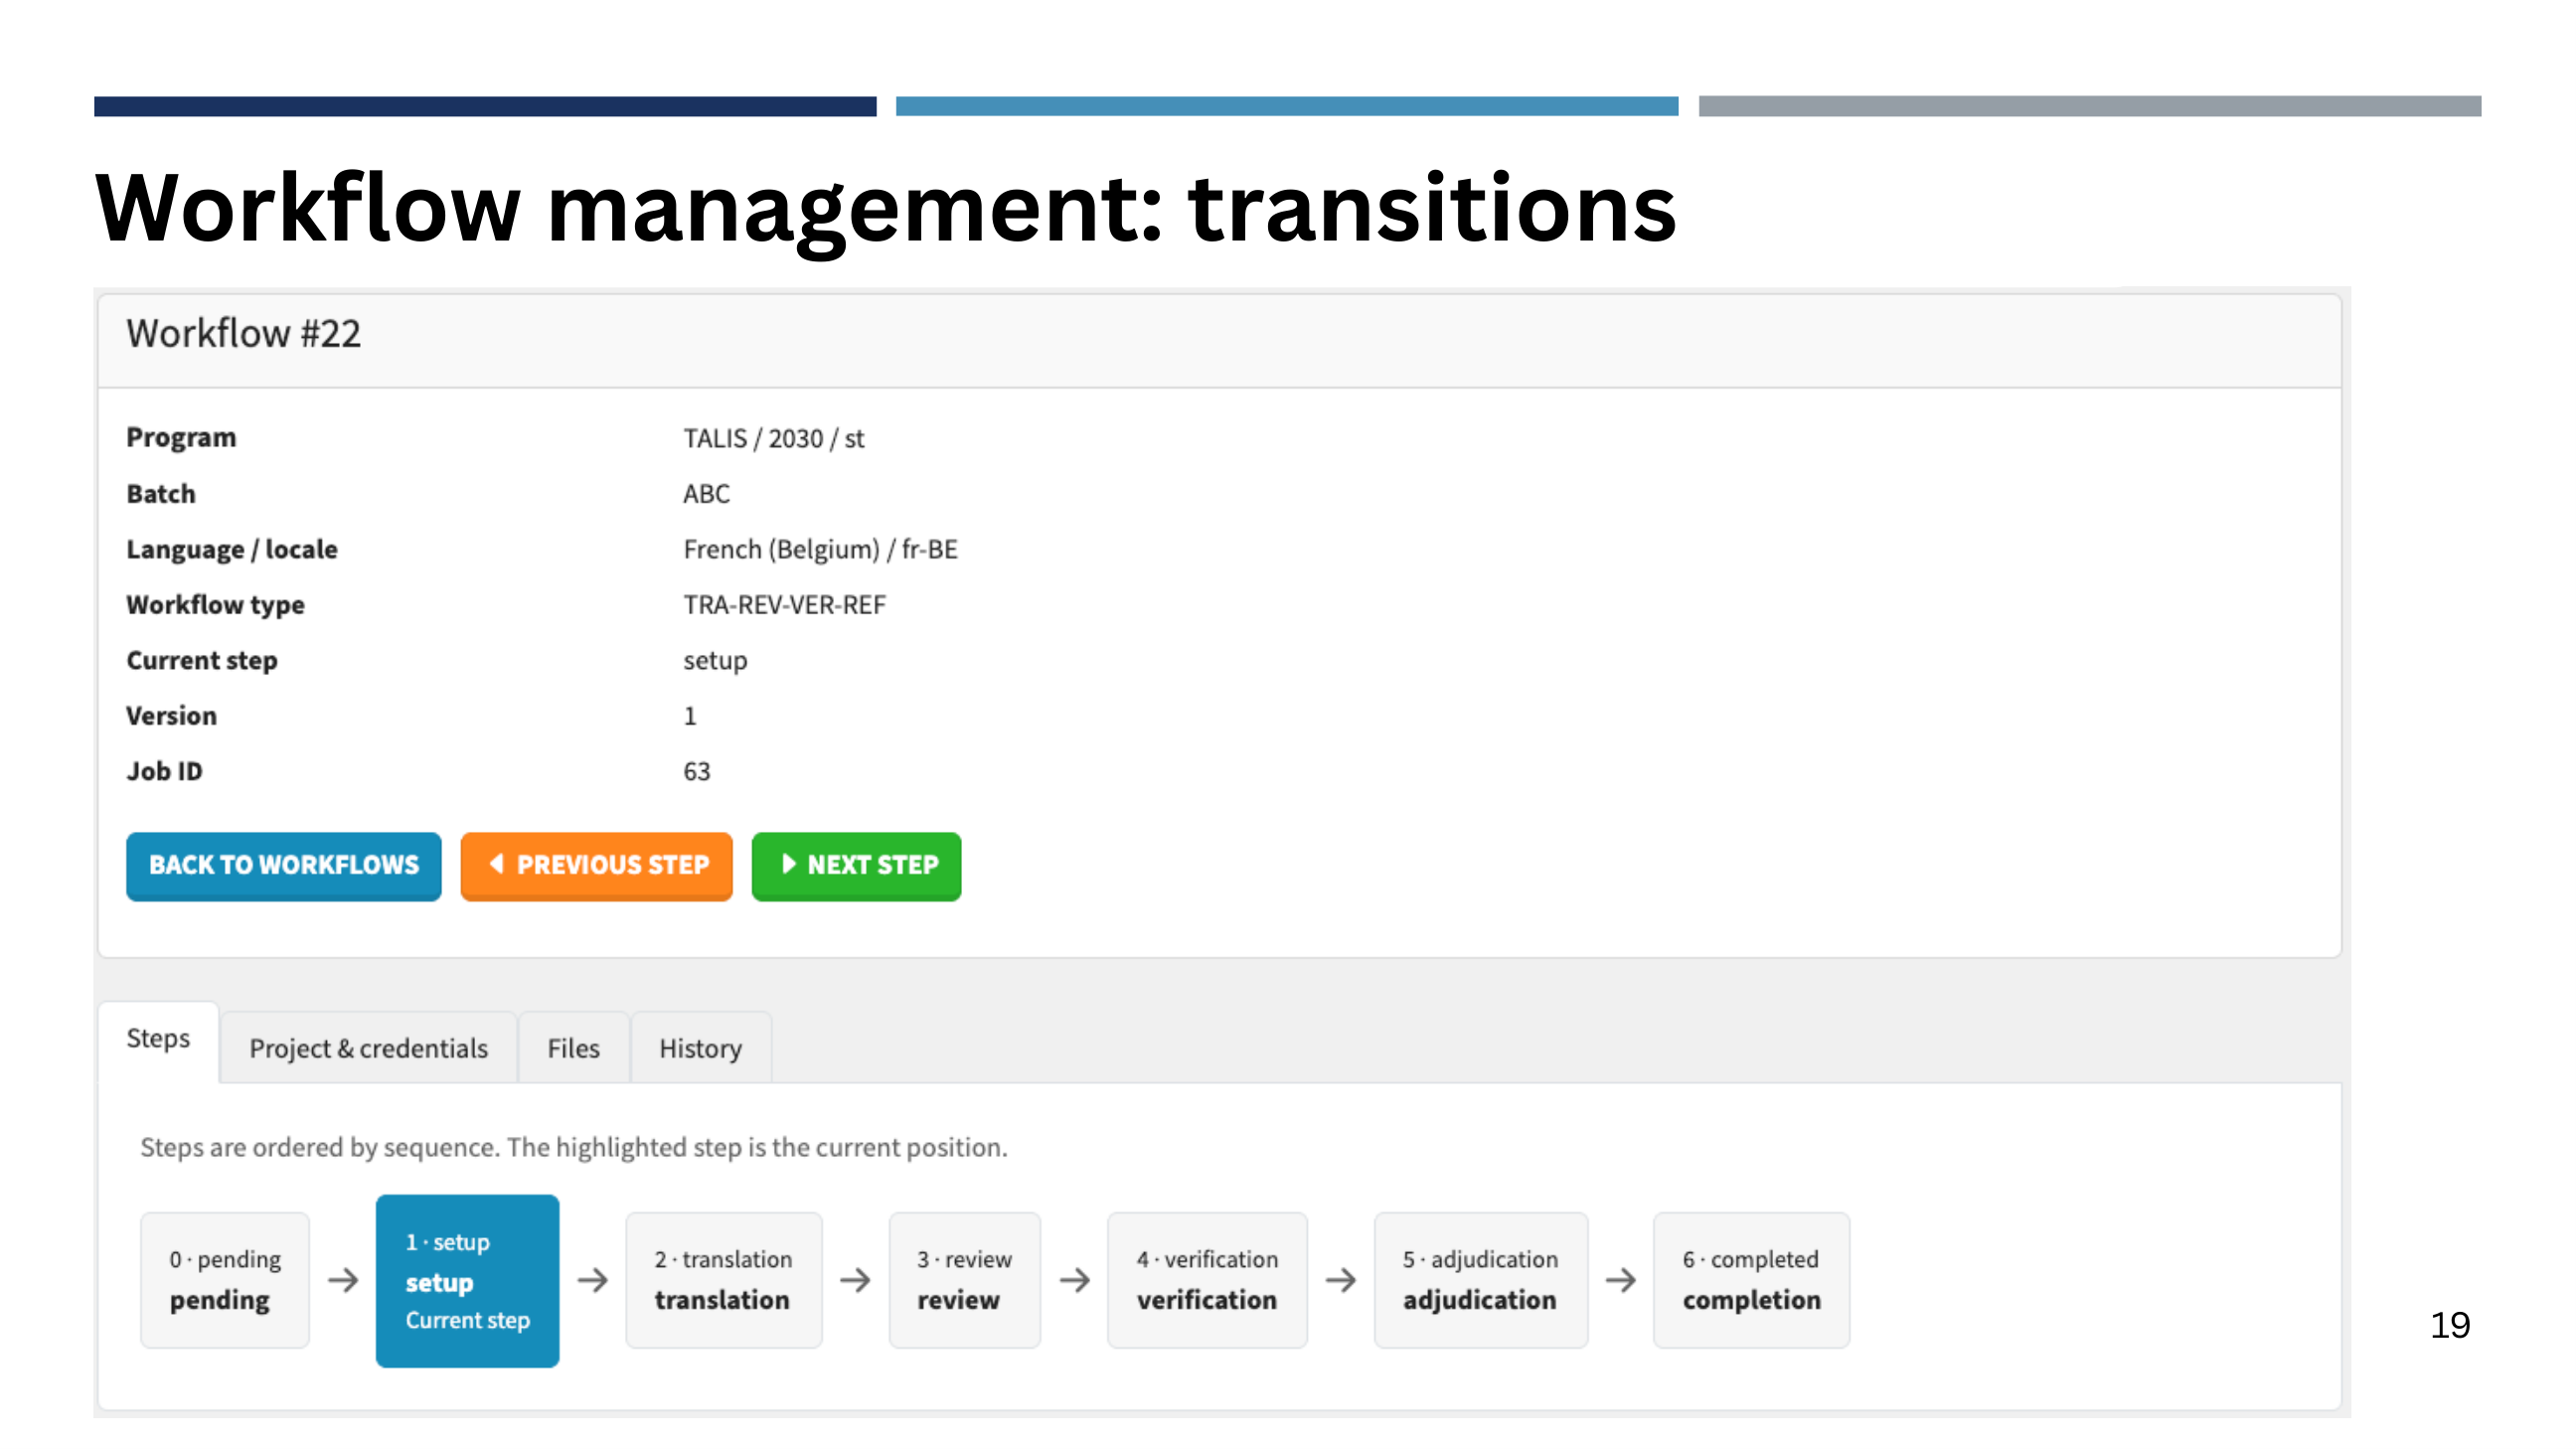 Workflow management: transitions
Workflow #22
Program TALIS / 2030 / st
Batch ABC
Language / locale French (Belgium) / fr-BE
Workflow type TRA-REV-VER-REF
Current step setup
Version 1
Job ID 63
BACK TO WORKFLOWS PREVIOUS STEP NEXT STEP
Steps Project & credentials Files History
Steps are ordered by sequence. The highlighted step is the current position.
0 · pending
pending
1 · setup
setup
Current step
2 · translation
translation
3 · review
review
4 · verification
verification
5 · adjudication
adjudication
6 · completed
completion
19